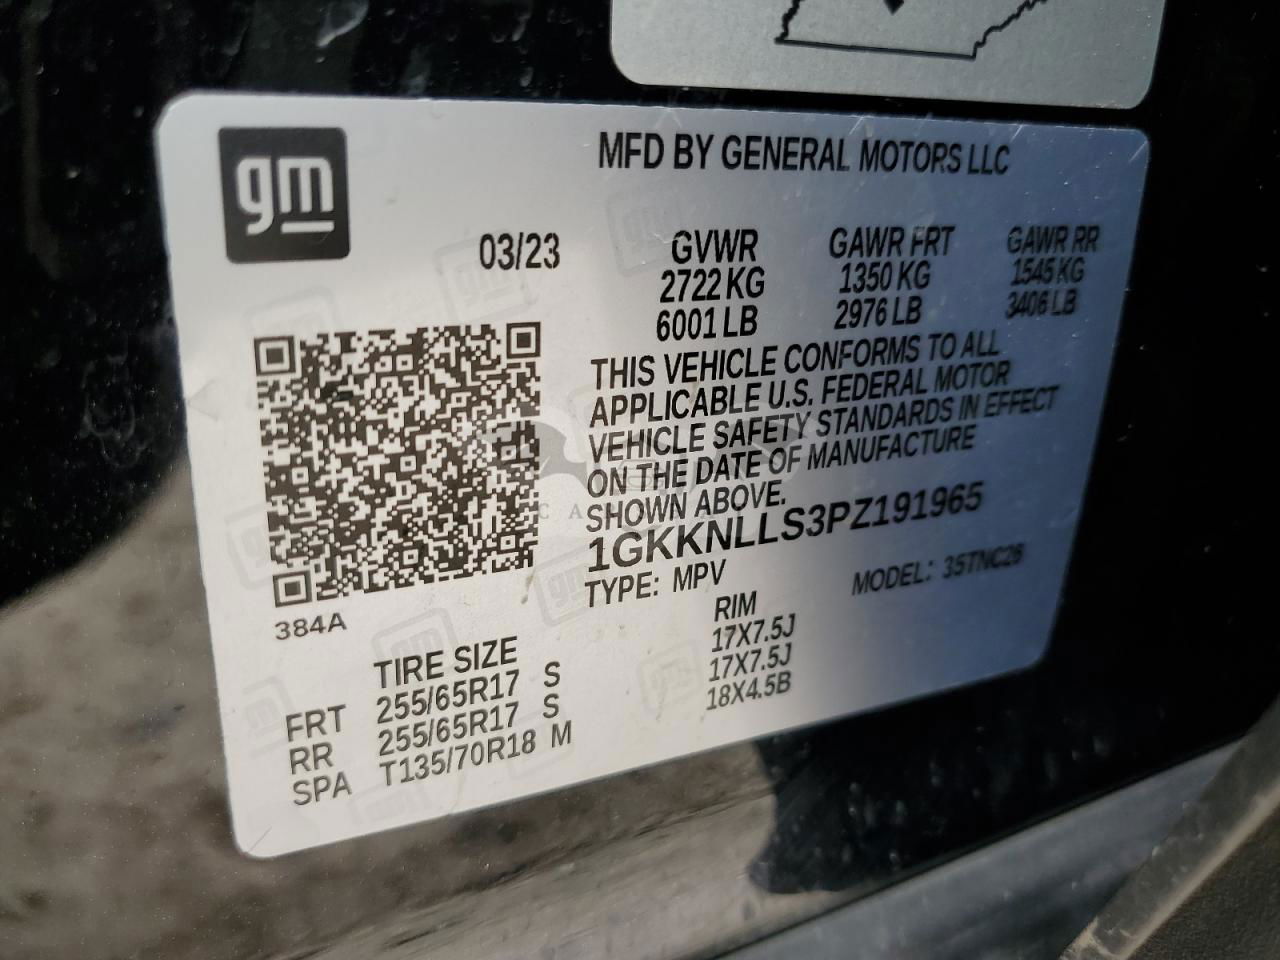 gm
MFD BY GENERAL MOTORS LLC
03/23
GVWR GAWR FRT GAWR RR
2722 KG 1350 KG 1545 KG
6001 LB 2976 LB 3406 LB
THIS VEHICLE CONFORMS TO ALL
APPLICABLE U.S. FEDERAL MOTOR
VEHICLE SAFETY STANDARDS IN EFFECT
ON THE DATE OF MANUFACTURE
SHOWN ABOVE.
1GKKNLLS3PZ191965
TYPE: MPV MODEL: 35TNC26
384A
TIRE SIZE RIM
FRT 255/65R17 S 17X7.5J
RR 255/65R17 S 17X7.5J
SPA T135/70R18 M 18X4.5B